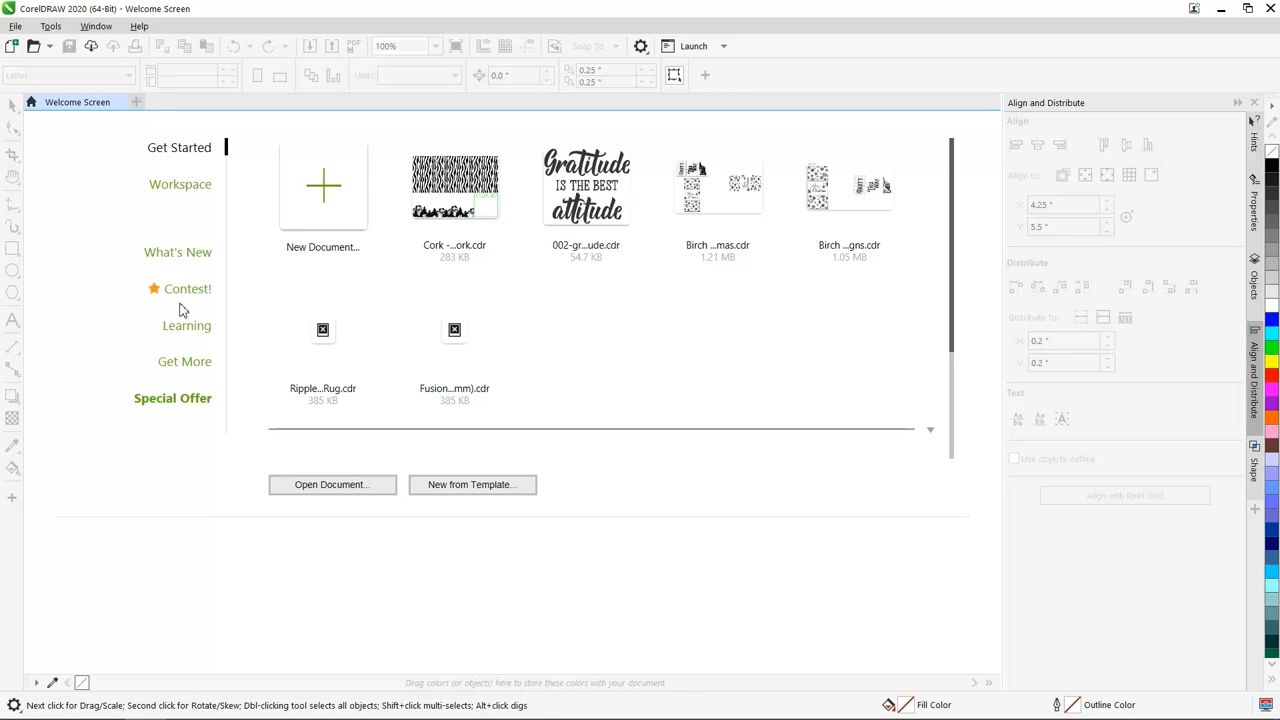 CorelDRAW 2020 (64-Bit) - Welcome Screen
File Tools Window Help
100% Snap To Launch
Letter Units: 0.0 " 0.25 "
0.25 "
Welcome Screen
Align and Distribute
Get Started
Workspace
What's New
Contest!
Learning
Get More
Special Offer
New Document...
Cork -...ork.cdr
283 KB
Gratitude
IS THE BEST
attitude
002-gr...ude.cdr
54.7 KB
Birch ...mas.cdr
1.21 MB
Birch ...gns.cdr
1.05 MB
Ripple...Rug.cdr
385 KB
Fusion...mm).cdr
385 KB
Open Document...
New from Template...
Align
Align to:
X: 4.25 "
Y: 5.5 "
Distribute
Distribute to:
H: 0.2 "
V: 0.2 "
Text
Use objects outline
Align with Pixel Grid
Hints
Properties
Objects
Align and Distribute
Shape
Drag colors (or objects) here to store these colors with your document
Next click for Drag/Scale; Second click for Rotate/Skew; Dbl-clicking tool selects all objects; Shift+click multi-selects; Alt+click digs
Fill Color
Outline Color